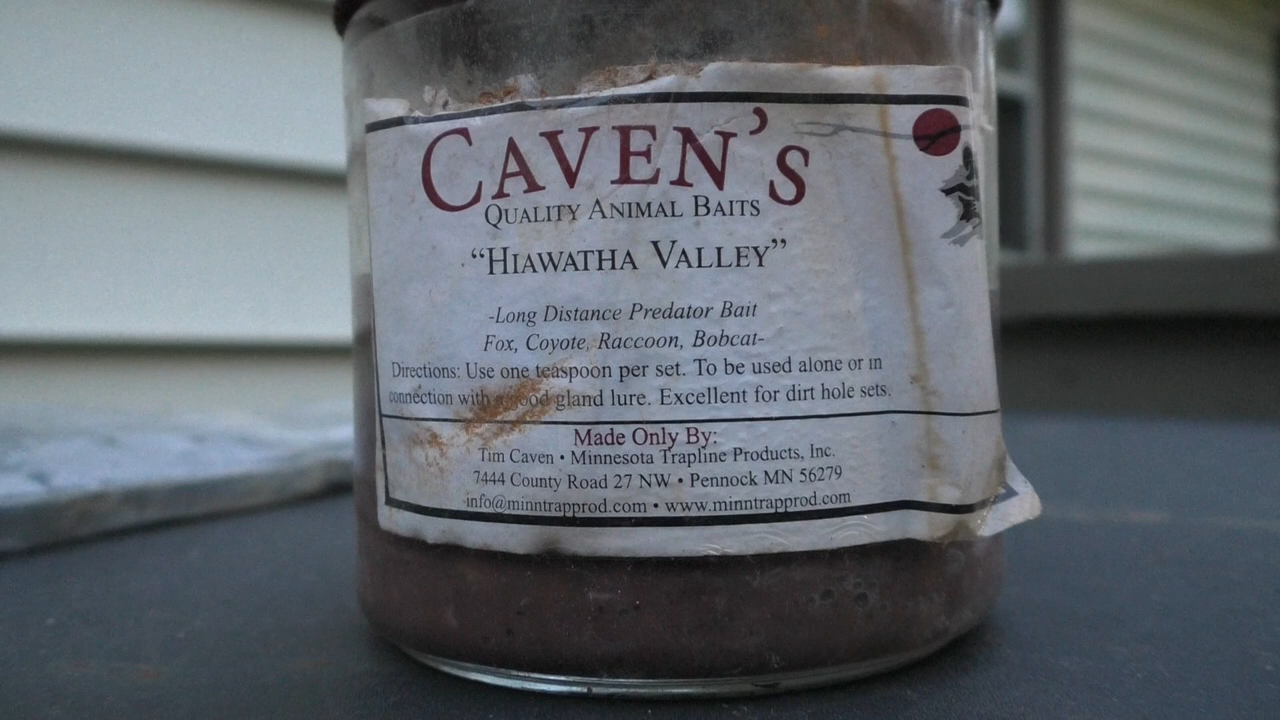 CAVEN'S
QUALITY ANIMAL BAITS
"HIAWATHA VALLEY"
-Long Distance Predator Bait
Fox, Coyote, Raccoon, Bobcat-
Directions: Use one teaspoon per set. To be used alone or in
connection with a good gland lure. Excellent for dirt hole sets.
Made Only By:
Tim Caven • Minnesota Trapline Products, Inc.
7444 County Road 27 NW • Pennock MN 56279
info@minntrapprod.com • www.minntrapprod.com